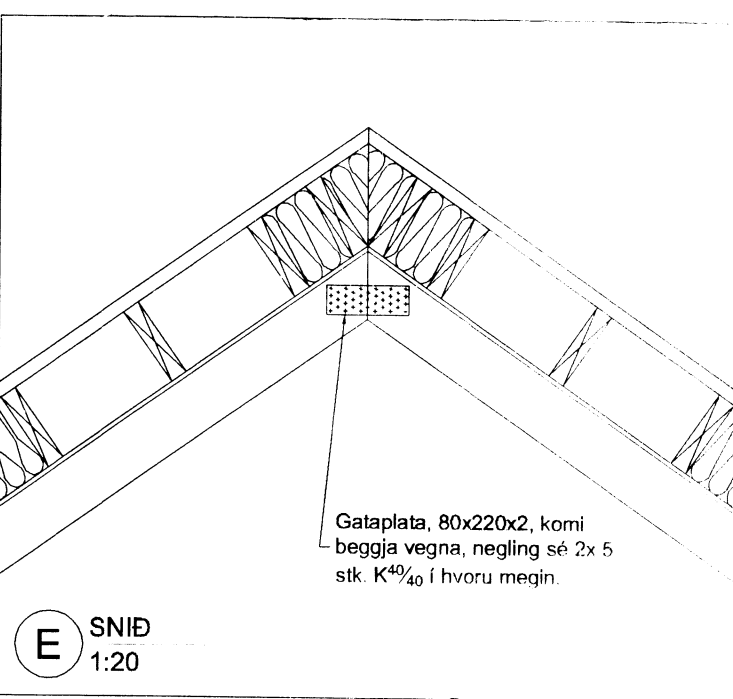 Gataplata, 80x220x2, komi
beggja vegna, negling sé 2x 5
stk. K40/40 í hvoru megin.
E
SNIÐ
1:20